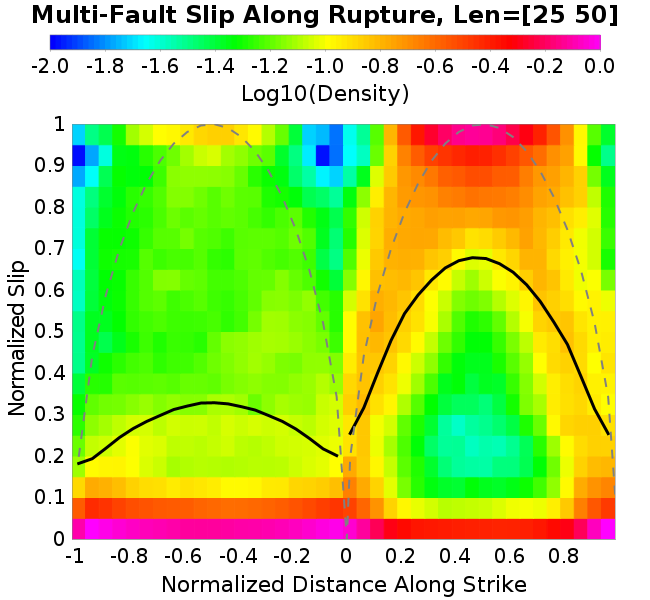 Multi-Fault Slip Along Rupture, Len=[25 50]
-2.0 -1.8 -1.6 -1.4 -1.2 -1.0 -0.8 -0.6 -0.4 -0.2 0.0
Log10(Density)
1
0.9
0.8
0.7
0.6
0.5
0.4
0.3
0.2
0.1
0
Normalized Slip
-1 -0.8 -0.6 -0.4 -0.2 0 0.2 0.4 0.6 0.8
Normalized Distance Along Strike